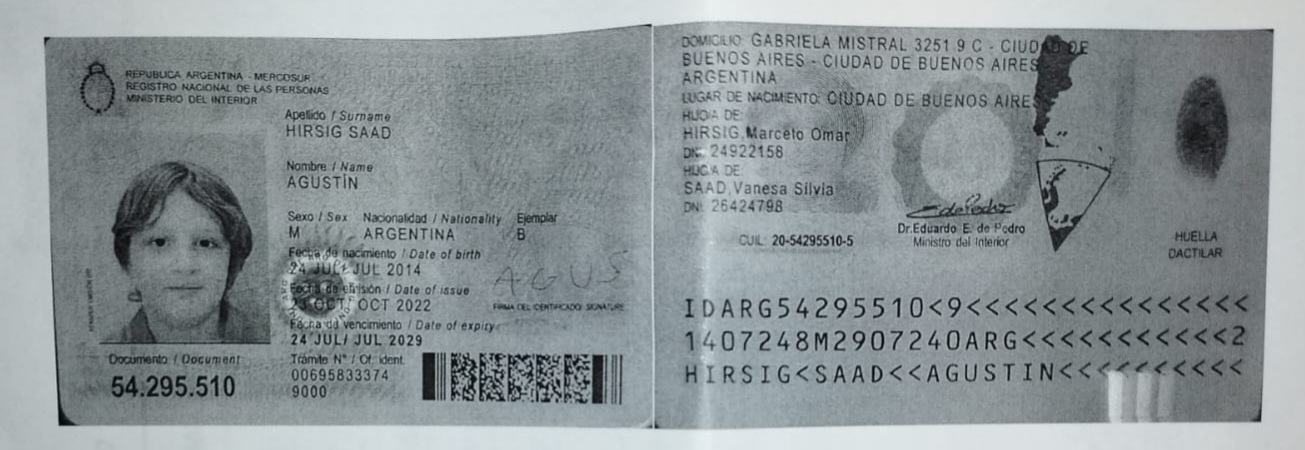 REPUBLICA ARGENTINA - MERCOSUR
REGISTRO NACIONAL DE LAS PERSONAS
MINISTERIO DEL INTERIOR
Apellido / Surname
HIRSIG SAAD
Nombre / Name
AGUSTÍN
Sexo / Sex Nacionalidad / Nationality Ejemplar
M ARGENTINA B
Fecha de nacimiento / Date of birth
24 JUL/ JUL 2014
Fecha de emisión / Date of issue
OCT/ OCT 2022
AGUS
FIRMA DEL IDENTIFICADO/ SIGNATURE
Fecha de vencimiento / Date of expiry
24 JUL/ JUL 2029
Documento / Document
54.295.510
Trámite N° / Of. ident.
00695833374
9000
DOMICILIO: GABRIELA MISTRAL 3251 9 C - CIUDAD DE
BUENOS AIRES - CIUDAD DE BUENOS AIRES
ARGENTINA
LUGAR DE NACIMIENTO: CIUDAD DE BUENOS AIRES
HIJO/A DE:
HIRSIG, Marcelo Omar
DNI: 24922158
HIJO/A DE:
SAAD, Vanesa Silvia
DNI: 26424798
CUIL: 20-54295510-5
Dr. Eduardo E. de Pedro
Ministro del Interior
HUELLA
DACTILAR
IDARG54295510<9<<<<<<<<<<<<<<<
1407248M2907240ARG<<<<<<<<<<<2
HIRSIG<SAAD<<AGUSTIN<<<<<<<<<<